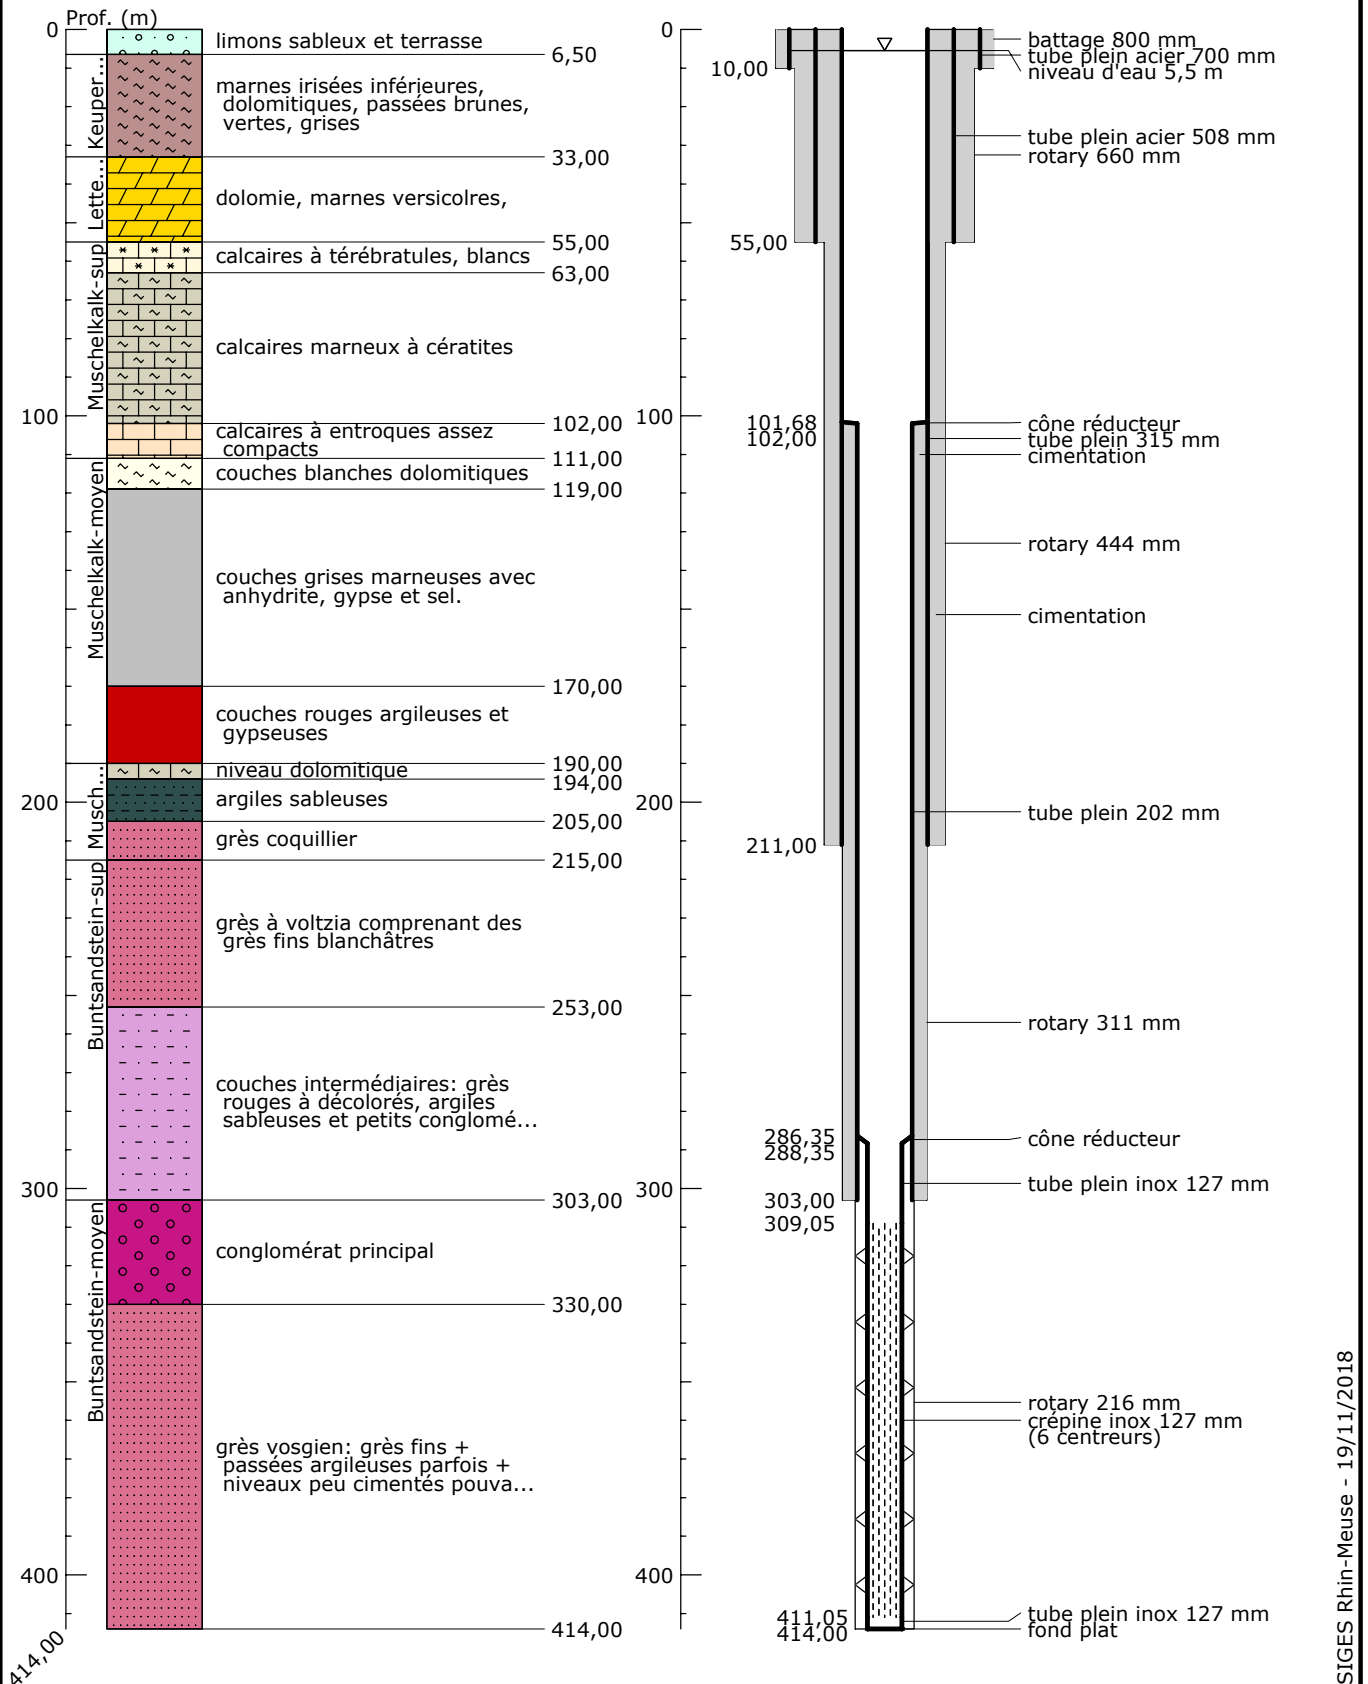 Prof. (m)
0
100
200
300
400
414,00
Keuper...
Lette...
Muschelkalk-sup
Muschelkalk-moyen
Musch...
Buntsandstein-sup
Buntsandstein-moyen
limons sableux et terrasse
6,50
marnes irisées inférieures,
dolomitiques, passées brunes,
vertes, grises
33,00
dolomie, marnes versicolres,
55,00
calcaires à térébratules, blancs
63,00
calcaires marneux à cératites
102,00
calcaires à entroques assez
compacts
111,00
couches blanches dolomitiques
119,00
couches grises marneuses avec
anhydrite, gypse et sel.
170,00
couches rouges argileuses et
gypseuses
190,00
niveau dolomitique
194,00
argiles sableuses
205,00
grès coquillier
215,00
grès à voltzia comprenant des
grès fins blanchâtres
253,00
couches intermédiaires: grès
rouges à décolorés, argiles
sableuses et petits conglomé...
303,00
conglomérat principal
330,00
grès vosgien: grès fins +
passées argileuses parfois +
niveaux peu cimentés pouva...
414,00
0
100
200
300
400
10,00
55,00
101,68
102,00
211,00
286,35
288,35
303,00
309,05
411,05
414,00
battage 800 mm
tube plein acier 700 mm
niveau d'eau 5,5 m
tube plein acier 508 mm
rotary 660 mm
cône réducteur
tube plein 315 mm
cimentation
rotary 444 mm
cimentation
tube plein 202 mm
rotary 311 mm
cône réducteur
tube plein inox 127 mm
rotary 216 mm
crépine inox 127 mm
(6 centreurs)
tube plein inox 127 mm
fond plat
SIGES Rhin-Meuse - 19/11/2018